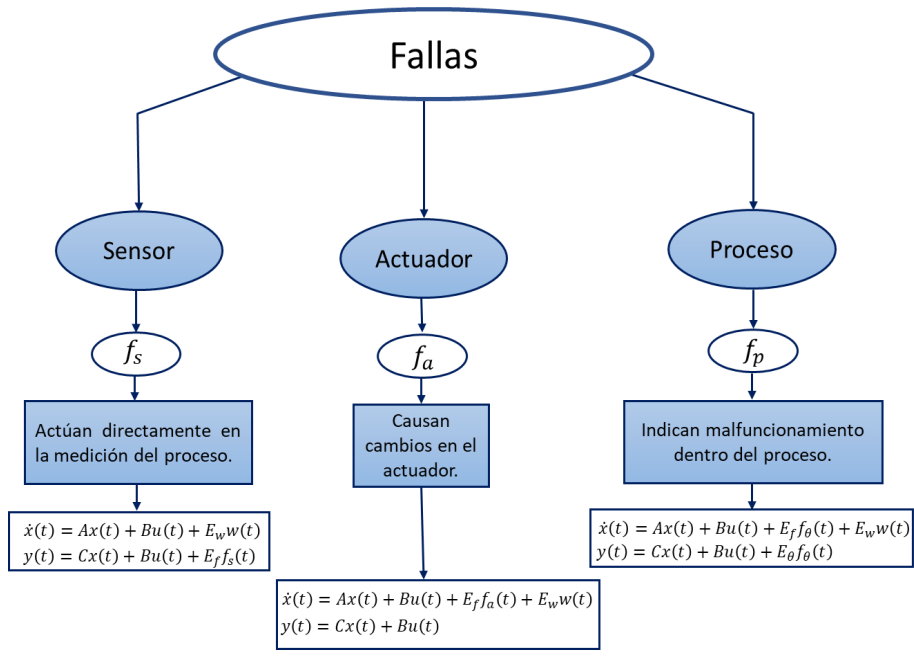 Fallas
Sensor
Actuador
Proceso
f_s
f_a
f_p
Actúan directamente en
la medición del proceso.
Causan
cambios en el
actuador.
Indican malfuncionamiento
dentro del proceso.
ẋ(t) = Ax(t) + Bu(t) + E_w w(t)
y(t) = Cx(t) + Bu(t) + E_f f_s(t)
ẋ(t) = Ax(t) + Bu(t) + E_f f_a(t) + E_w w(t)
y(t) = Cx(t) + Bu(t)
ẋ(t) = Ax(t) + Bu(t) + E_f f_θ(t) + E_w w(t)
y(t) = Cx(t) + Bu(t) + E_θ f_θ(t)